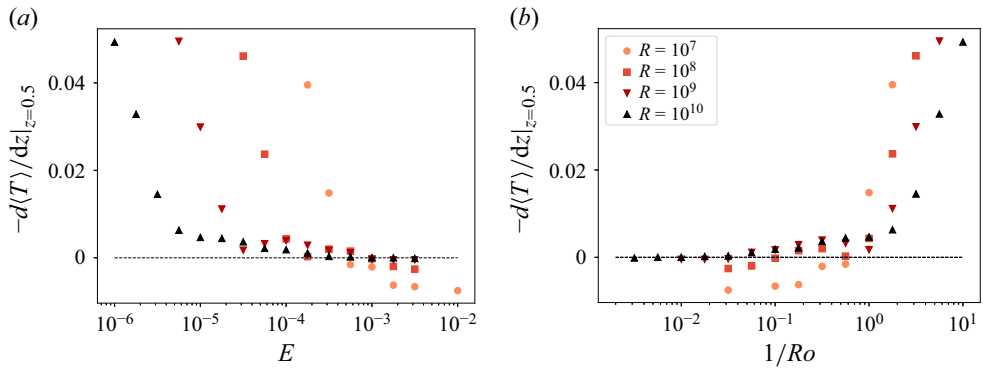 (a)
−d⟨T⟩/dz|z=0.5
0.04
0.02
0
10⁻⁶ 10⁻⁵ 10⁻⁴ 10⁻³ 10⁻²
E
(b)
−d⟨T⟩/dz|z=0.5
0.04
0.02
0
R = 10⁷
R = 10⁸
R = 10⁹
R = 10¹⁰
10⁻² 10⁻¹ 10⁰ 10¹
1/Ro